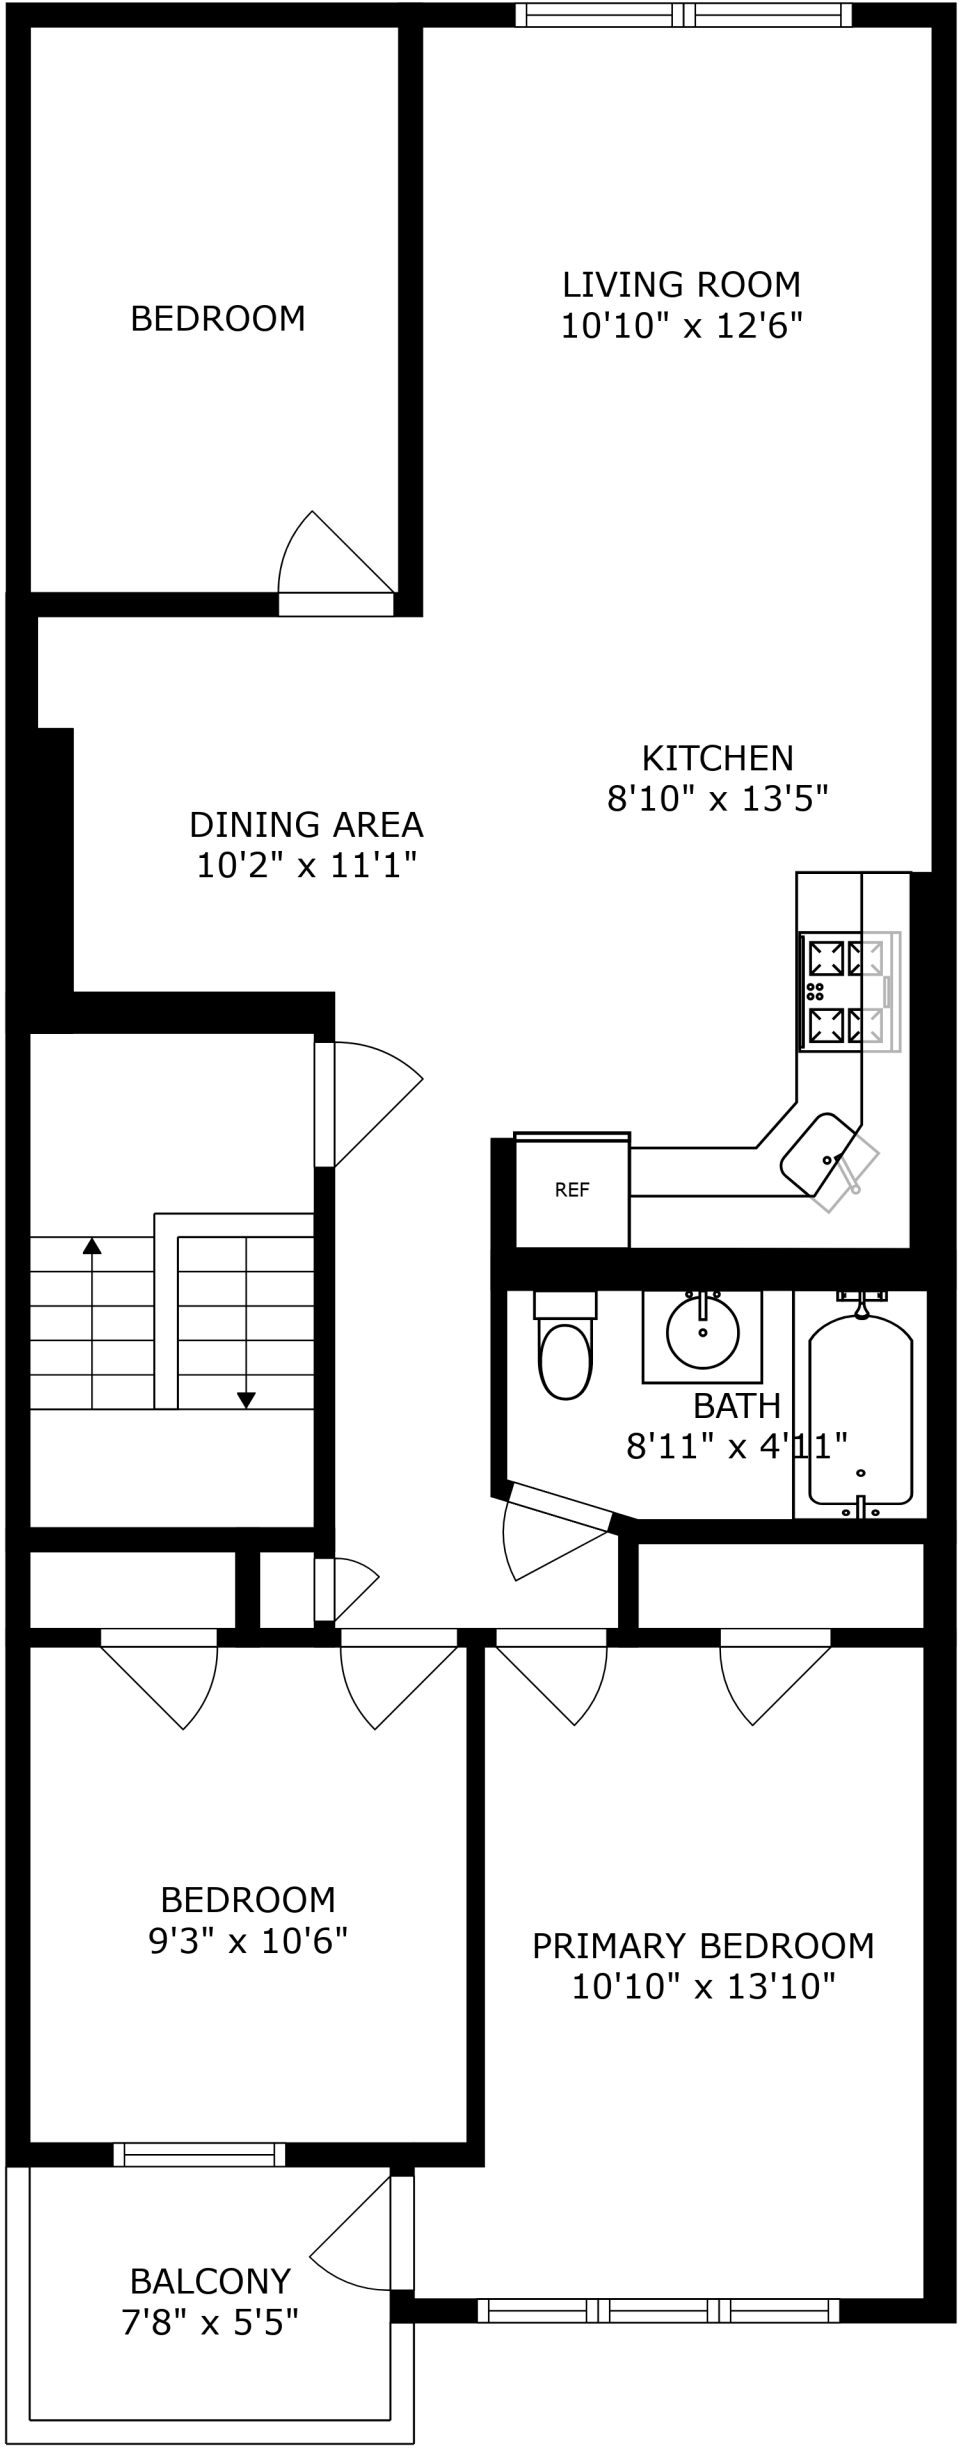 LIVING ROOM
10'10" x 12'6"
BEDROOM
KITCHEN
8'10" x 13'5"
DINING AREA
10'2" x 11'1"
REF
BATH
8'11" x 4'11"
BEDROOM
9'3" x 10'6"
PRIMARY BEDROOM
10'10" x 13'10"
BALCONY
7'8" x 5'5"